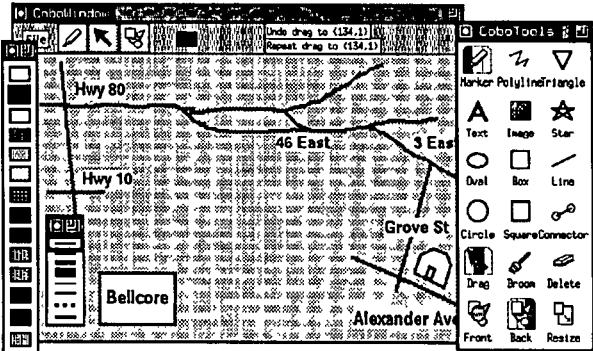 CoboWindow
File
Undo drag to (134,1)
Repeat drag to (134,1)
Hwy 80
46 East
3 Eas
Hwy 10
Grove St
Bellcore
Alexander Ave
CoboTools
Marker Polyline Triangle
Text Image Star
Oval Box Line
Circle Square Connector
Drag Broom Delete
Front Back Resize